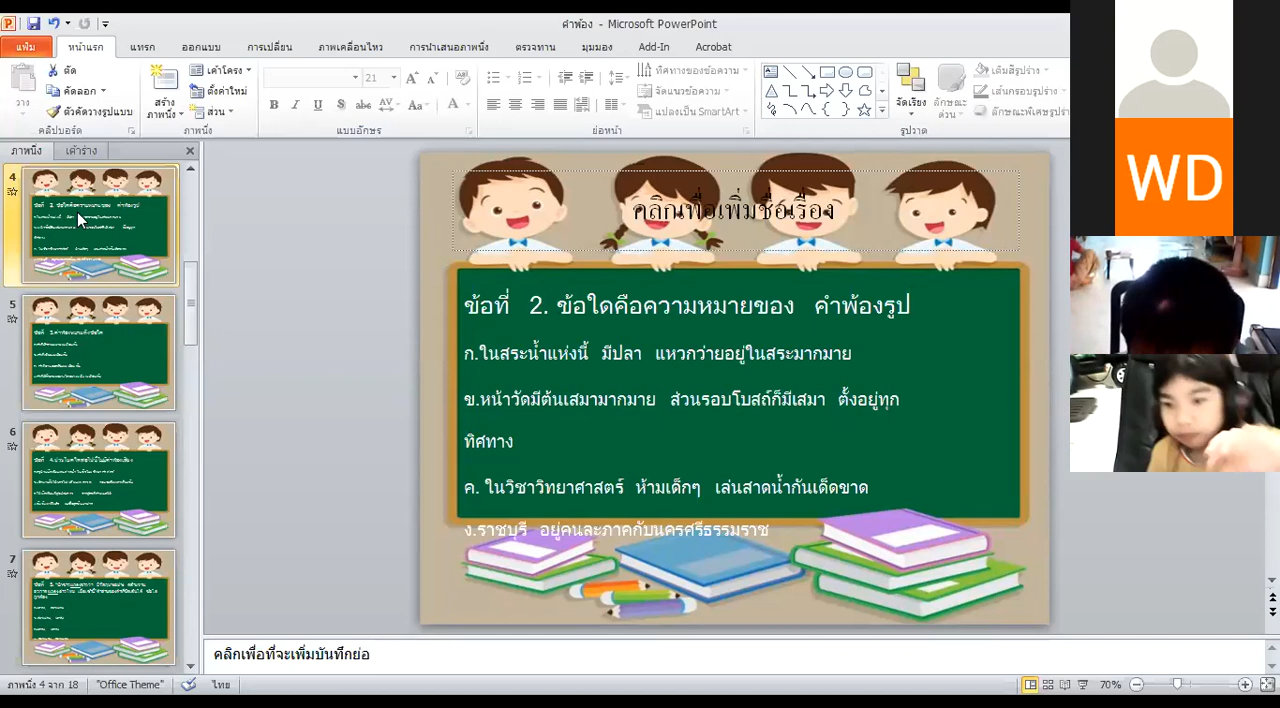 คำพ้อง - Microsoft PowerPoint
แฟ้ม หน้าแรก แทรก ออกแบบ การเปลี่ยน ภาพเคลื่อนไหว การนำเสนอภาพนิ่ง ตรวจทาน มุมมอง Add-In Acrobat
วาง
ตัด
คัดลอก
ตัวคัดวางรูปแบบ
คลิปบอร์ด
สร้าง
ภาพนิ่ง
เค้าโครง
ตั้งค่าใหม่
ส่วน
ภาพนิ่ง
21
แบบอักษร
ทิศทางของข้อความ
จัดแนวข้อความ
แปลงเป็น SmartArt
ย่อหน้า
จัดเรียง
ลักษณะ
ด่วน
เติมสีรูปร่าง
เส้นกรอบรูปร่าง
ลักษณะพิเศษรูปร่าง
รูปวาด
ภาพนิ่ง เค้าร่าง
4
5
6
7
คลิกเพื่อเพิ่มชื่อเรื่อง
ข้อที่ 2. ข้อใดคือความหมายของ คำพ้องรูป
ก.ในสระน้ำแห่งนี้ มีปลา แหวกว่ายอยู่ในสระมากมาย
ข.หน้าวัดมีต้นเสมามากมาย ส่วนรอบโบสถ์ก็มีเสมา ตั้งอยู่ทุก
ทิศทาง
ค. ในวิชาวิทยาศาสตร์ ห้ามเด็กๆ เล่นสาดน้ำกันเด็ดขาด
ง.ราชบุรี อยู่คนละภาคกับนครศรีธรรมราช
WD
คลิกเพื่อที่จะเพิ่มบันทึกย่อ
ภาพนิ่ง 4 จาก 18 "Office Theme" ไทย 70%